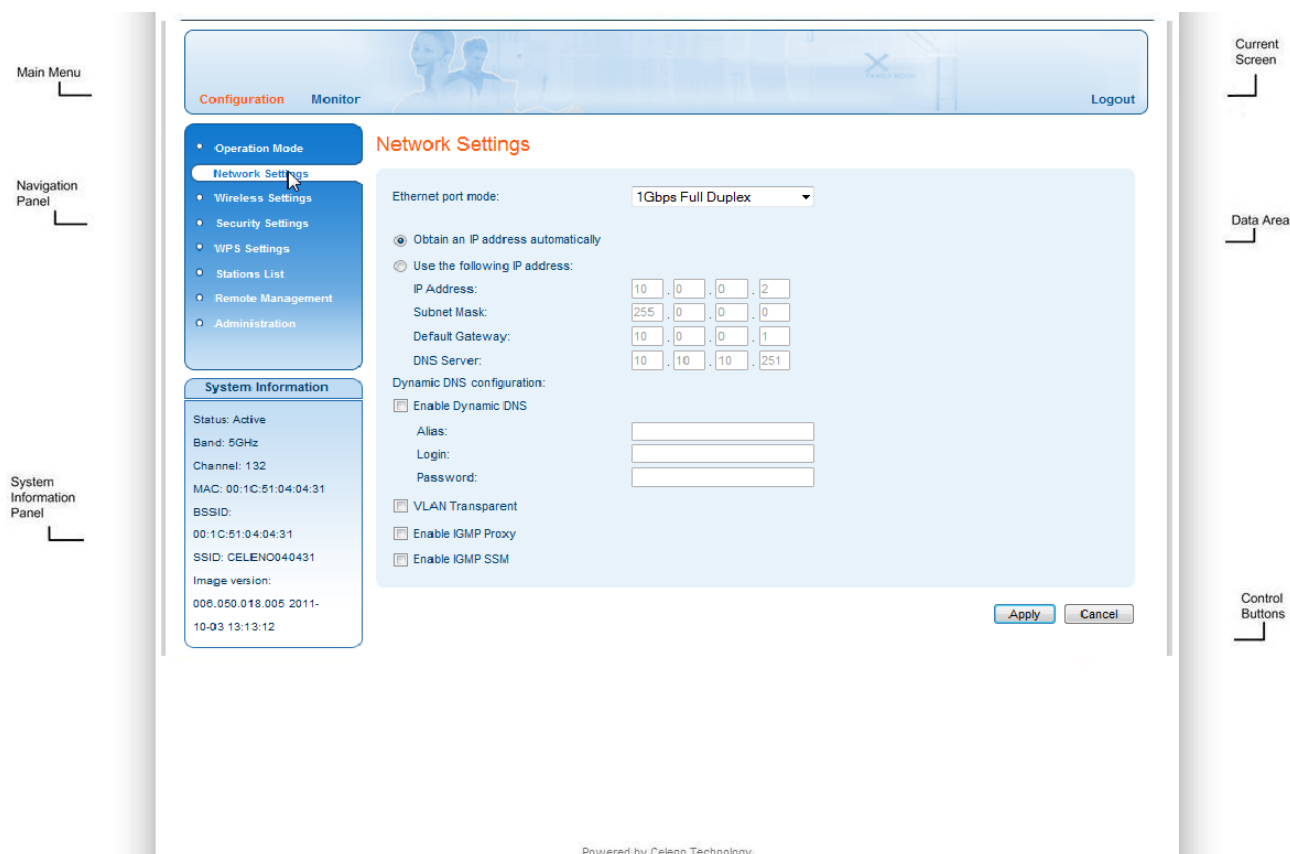 Main Menu
Current
Screen
Configuration Monitor
Logout
Navigation
Panel
Operation Mode
Network Settings
Wireless Settings
Security Settings
WPS Settings
Stations List
Remote Management
Administration
Network Settings
Ethernet port mode: 1Gbps Full Duplex
Obtain an IP address automatically
Use the following IP address:
IP Address: 10 . 0 . 0 . 2
Subnet Mask: 255 . 0 . 0 . 0
Default Gateway: 10 . 0 . 0 . 1
DNS Server: 10 . 10 . 10 . 251
Dynamic DNS configuration:
Enable Dynamic DNS
Alias:
Login:
Password:
VLAN Transparent
Enable IGMP Proxy
Enable IGMP SSM
Data Area
System
Information
Panel
System Information
Status: Active
Band: 5GHz
Channel: 132
MAC: 00:1C:51:04:04:31
BSSID:
00:1C:51:04:04:31
SSID: CELENO040431
Image version:
006.050.018.005 2011-
10-03 13:13:12
Apply Cancel
Control
Buttons
Powered by Celeno Technology.